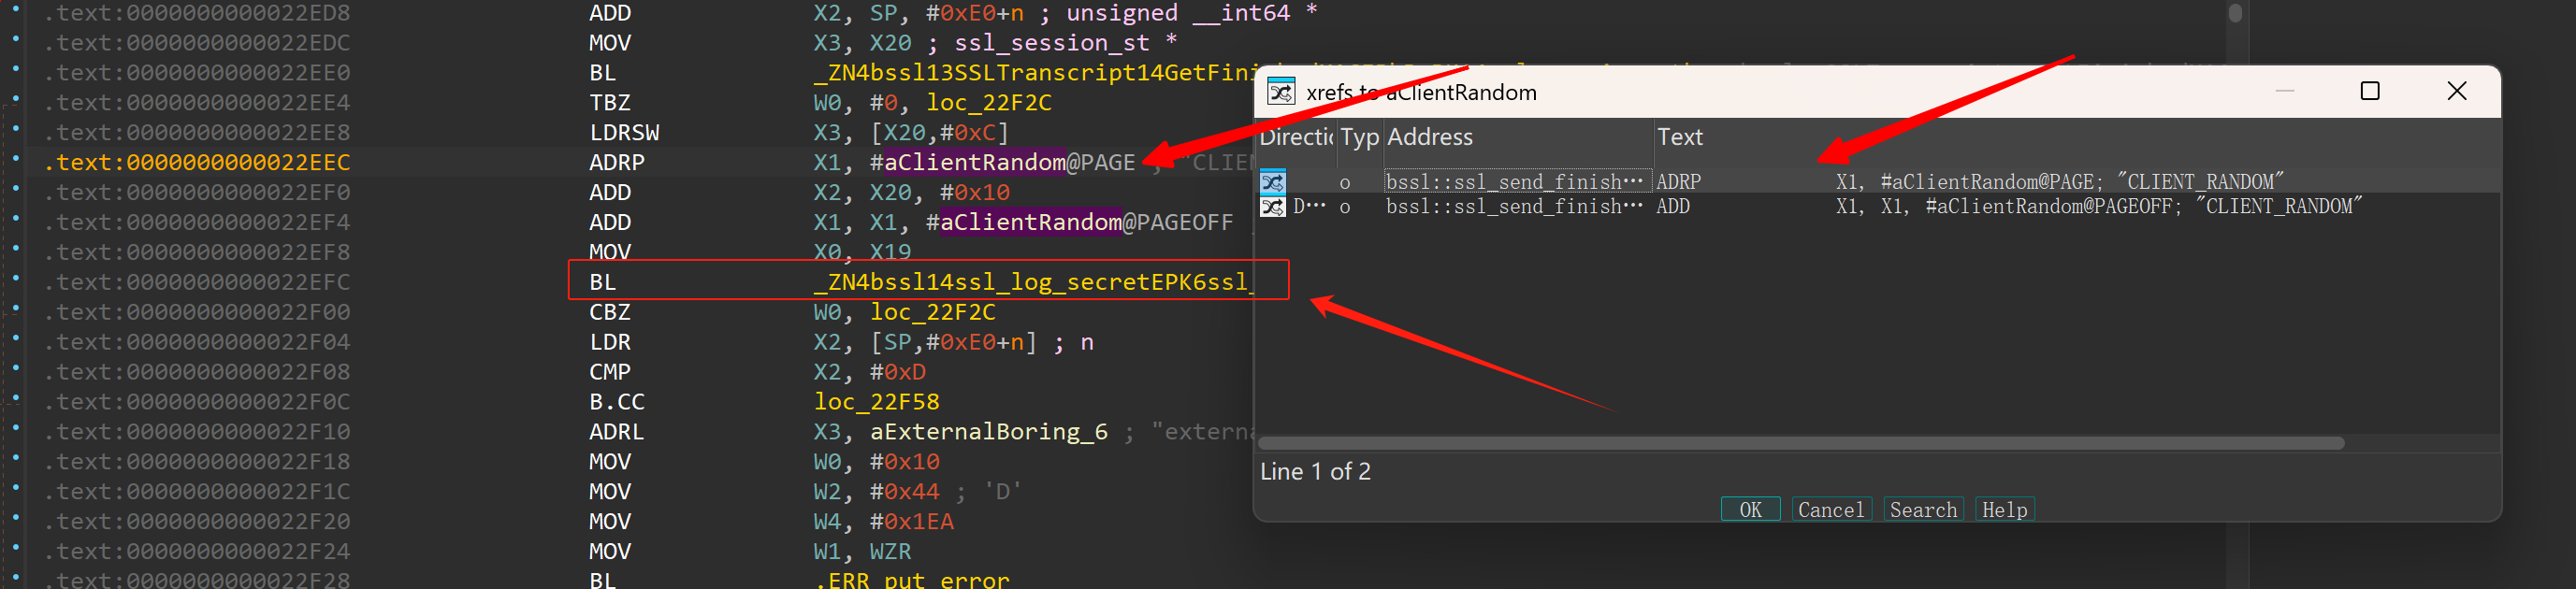 .text:0000000000022ED8 ADD X2, SP, #0xE0+n ; unsigned __int64 *
.text:0000000000022EDC MOV X3, X20 ; ssl_session_st *
.text:0000000000022EE0 BL
.text:0000000000022EE4 TBZ W0, #0, loc_22F2C
.text:0000000000022EE8 LDRSW X3, [X20,#0xC]
.text:0000000000022EEC ADRP X1, #aClientRandom@PAGE ; "CLIEN
.text:0000000000022EF0 ADD X2, X20, #0x10
.text:0000000000022EF4 ADD X1, X1, #aClientRandom@PAGEOFF ;
.text:0000000000022EF8 MOV X0, X19
.text:0000000000022EFC BL _ZN4bssl14ssl_log_secretEPK6ssl_
.text:0000000000022F00 CBZ W0, loc_22F2C
.text:0000000000022F04 LDR X2, [SP,#0xE0+n] ; n
.text:0000000000022F08 CMP X2, #0xD
.text:0000000000022F0C B.CC loc_22F58
.text:0000000000022F10 ADRL X3, aExternalBoring_6 ; "externa
.text:0000000000022F18 MOV W0, #0x10
.text:0000000000022F1C MOV W2, #0x44 ; 'D'
.text:0000000000022F20 MOV W4, #0x1EA
.text:0000000000022F24 MOV W1, WZR
.text:0000000000022F28 BL .ERR_put_error
xrefs to aClientRandom
Directic Typ Address Text
o bssl::ssl_send_finish… ADRP X1, #aClientRandom@PAGE; "CLIENT_RANDOM"
D… o bssl::ssl_send_finish… ADD X1, X1, #aClientRandom@PAGEOFF; "CLIENT_RANDOM"
Line 1 of 2
OK Cancel Search Help